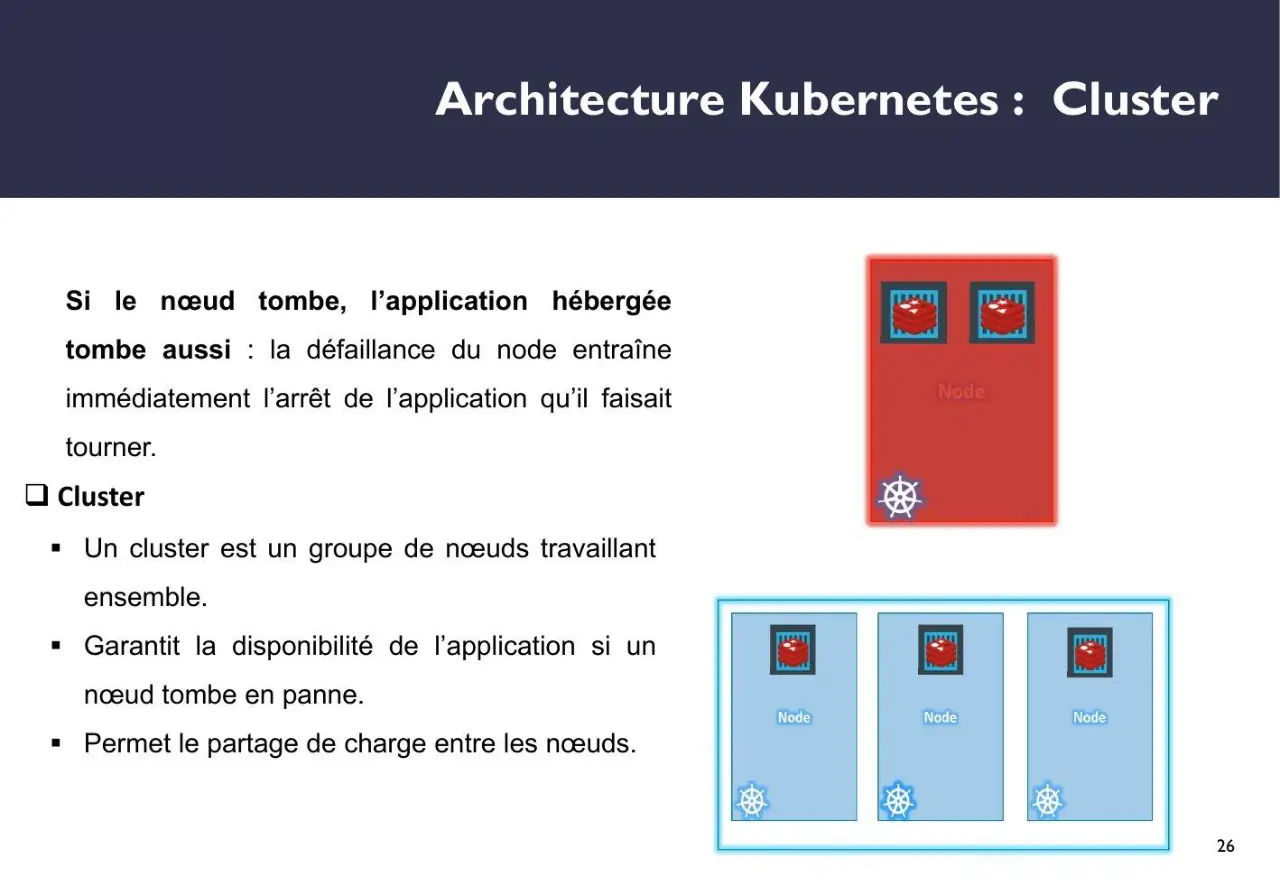 Architecture Kubernetes : Cluster
Si le nœud tombe, l’application hébergée
tombe aussi : la défaillance du node entraîne
immédiatement l’arrêt de l’application qu’il faisait
tourner.
Cluster
Un cluster est un groupe de nœuds travaillant
ensemble.
Garantit la disponibilité de l’application si un
nœud tombe en panne.
Permet le partage de charge entre les nœuds.
Node
Node
Node
Node
26